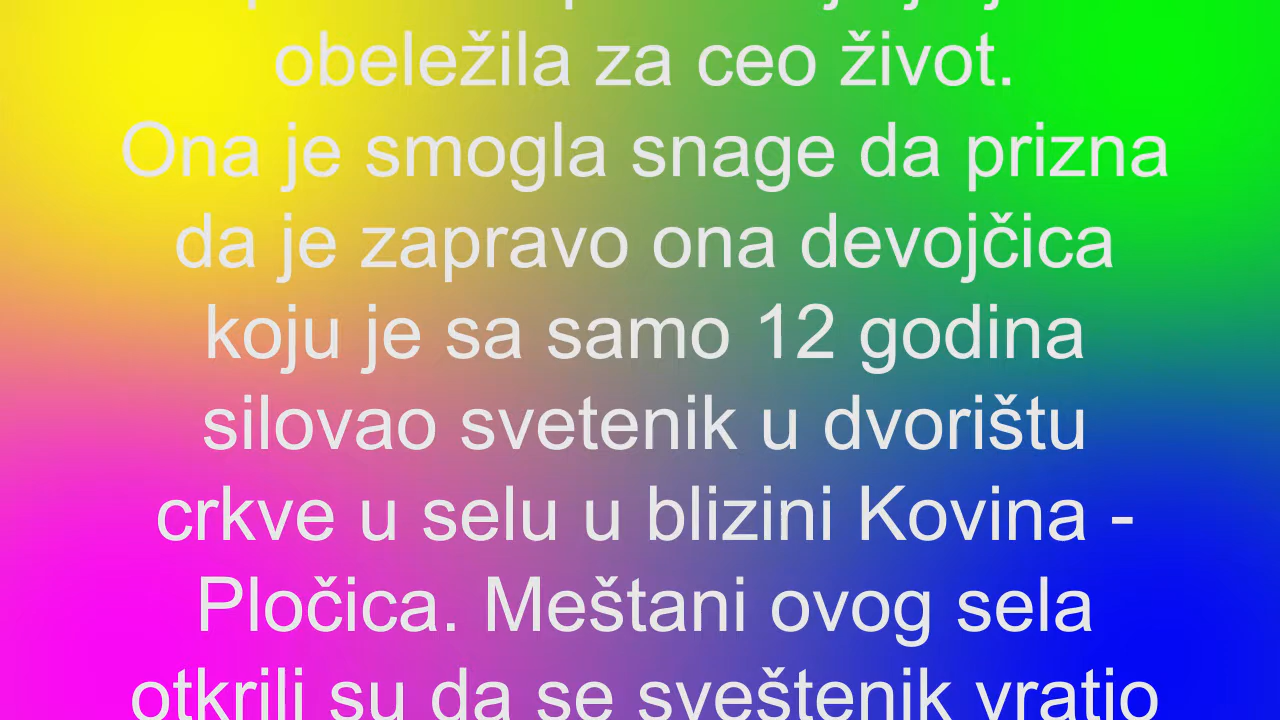 obeležila za ceo život.
Ona je smogla snage da prizna
da je zapravo ona devojčica
koju je sa samo 12 godina
silovao svetenik u dvorištu
crkve u selu u blizini Kovina -
Pločica. Meštani ovog sela
otkrili su da se sveštenik vratio